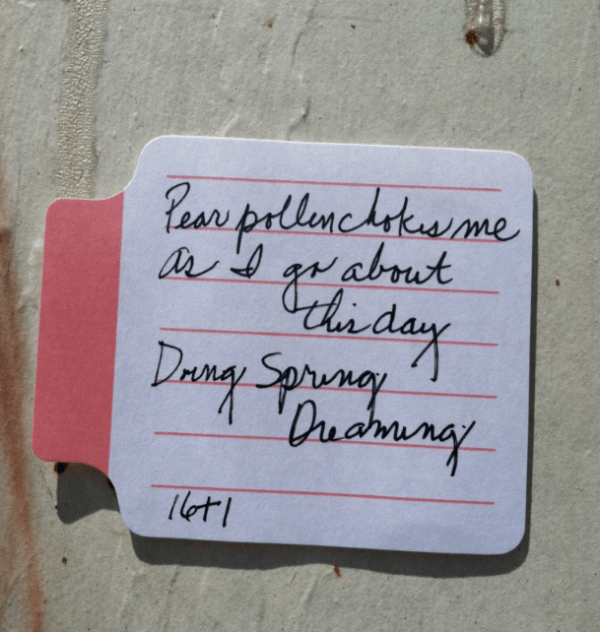 Pear pollen chokes me
as I go about
this day
Doing Spring
Dreaming
16+1